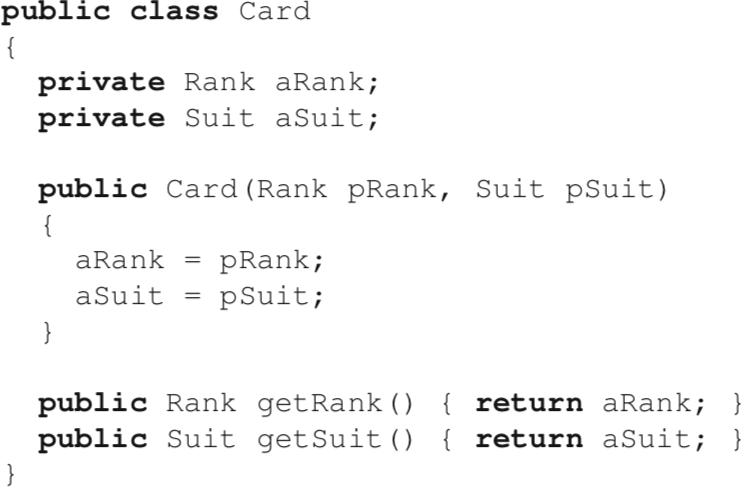 public class Card
{
  private Rank aRank;
  private Suit aSuit;

  public Card(Rank pRank, Suit pSuit)
  {
    aRank = pRank;
    aSuit = pSuit;
  }

  public Rank getRank() { return aRank; }
  public Suit getSuit() { return aSuit; }
}